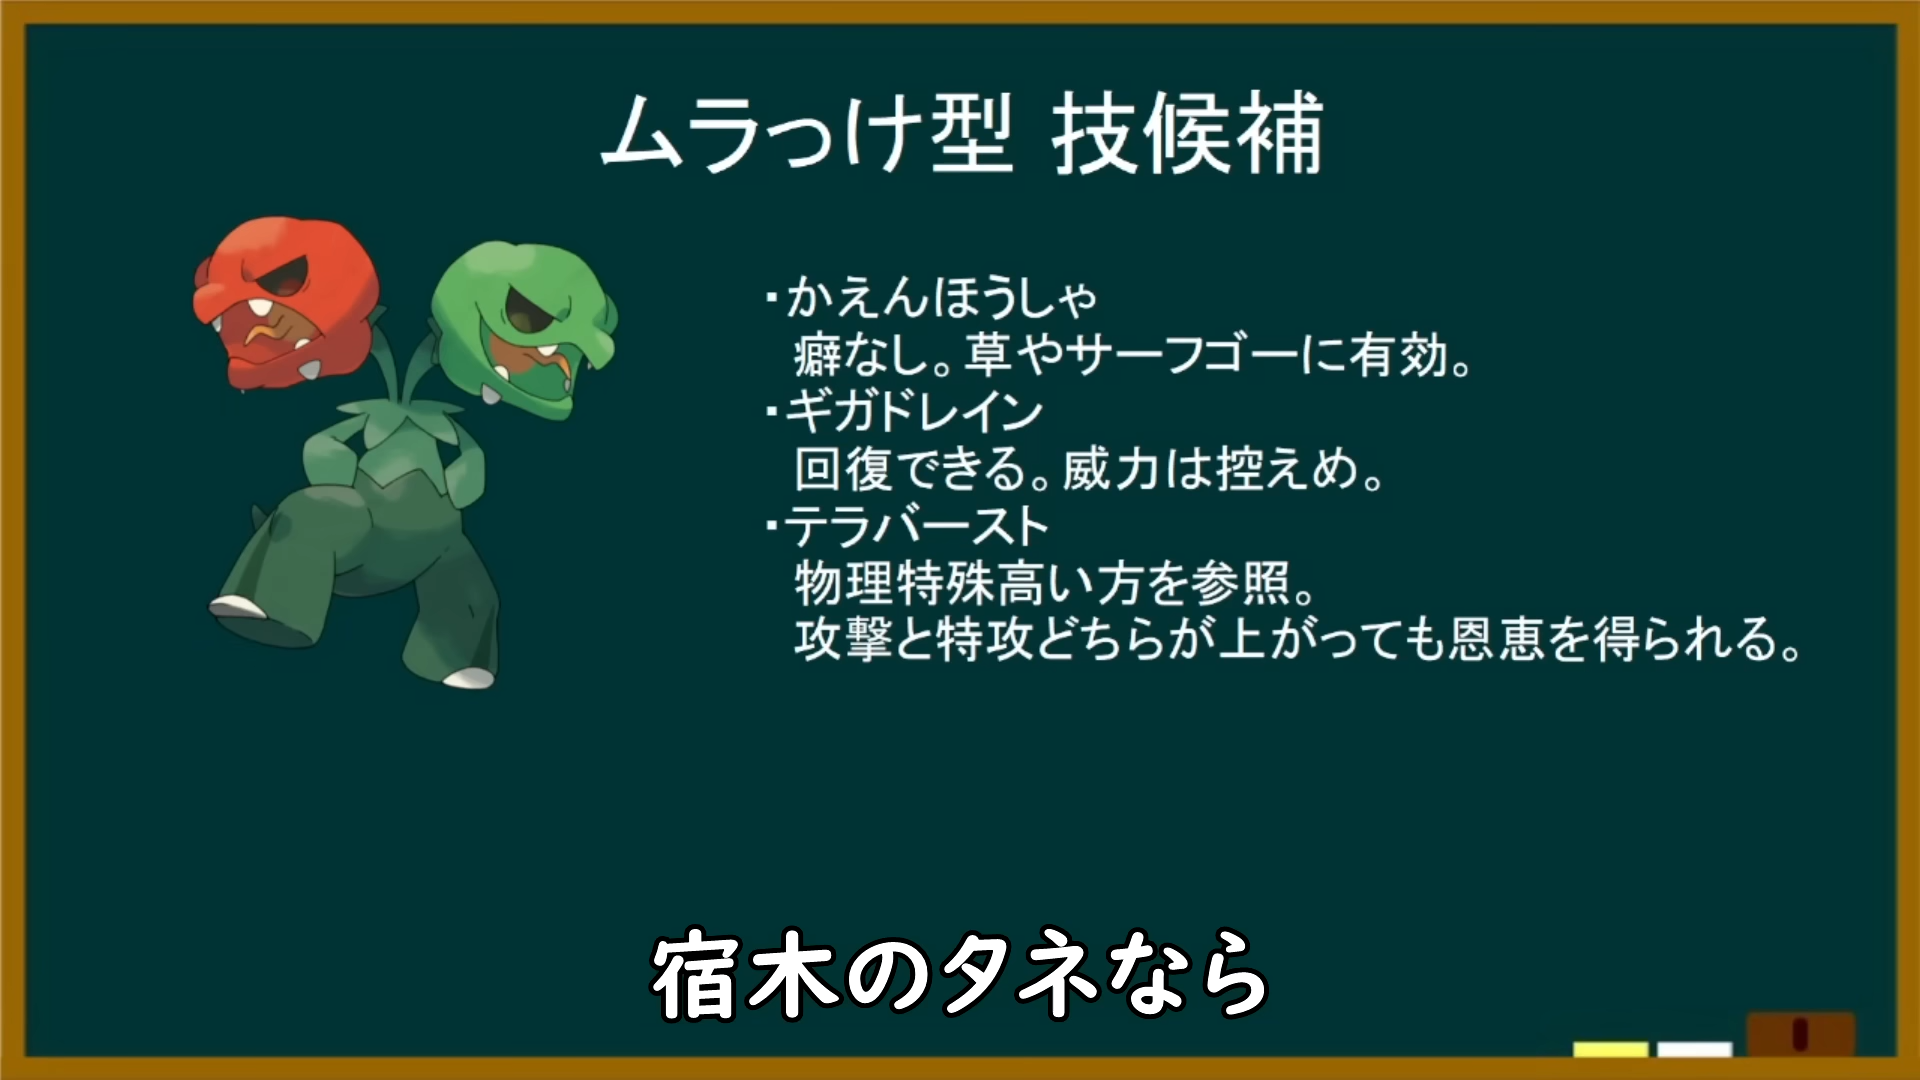 ムラっけ型 技候補
・かえんほうしゃ
癖なし。草やサーフゴーに有効。
・ギガドレイン
回復できる。威力は控えめ。
・テラバースト
物理特殊高い方を参照。
攻撃と特攻どちらが上がっても恩恵を得られる。
宿木のタネなら